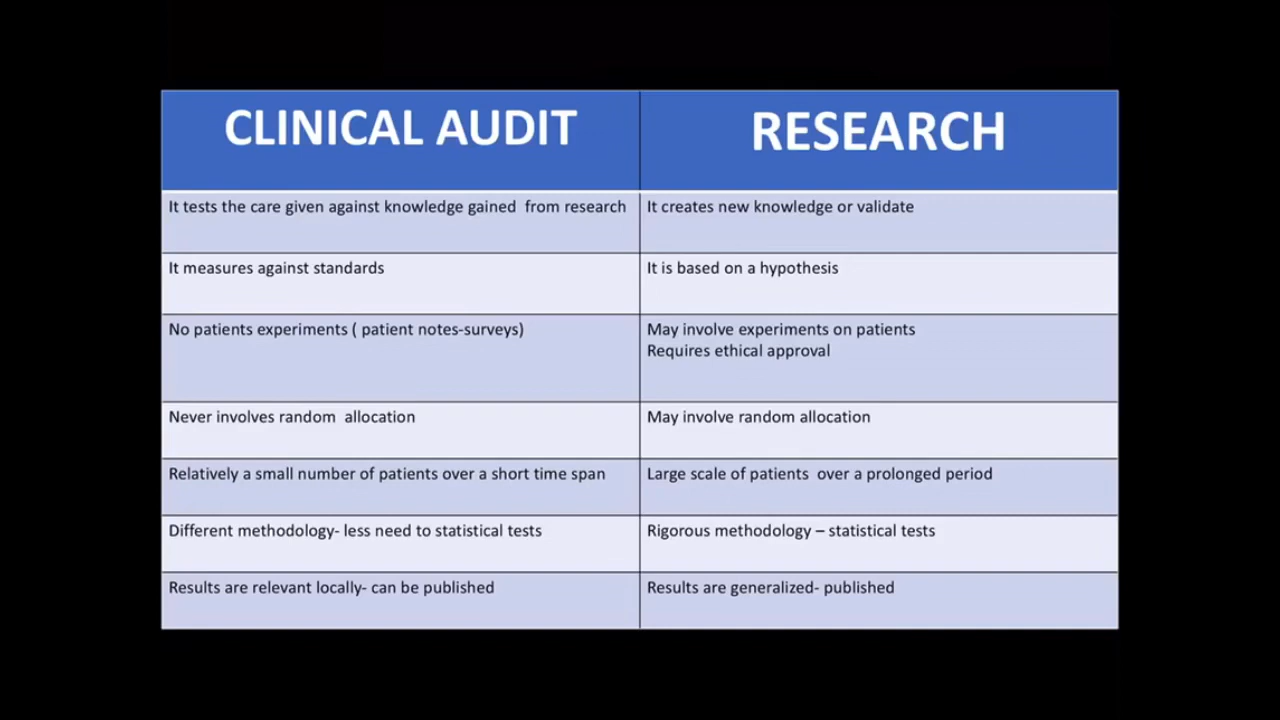 CLINICAL AUDIT
RESEARCH
It tests the care given against knowledge gained  from research
It creates new knowledge or validate
It measures against standards
It is based on a hypothesis
No patients experiments ( patient notes-surveys)
May involve experiments on patients
Requires ethical approval
Never involves random  allocation
May involve random allocation
Relatively a small number of patients over a short time span
Large scale of patients  over a prolonged period
Different methodology- less need to statistical tests
Rigorous methodology – statistical tests
Results are relevant locally- can be published
Results are generalized- published